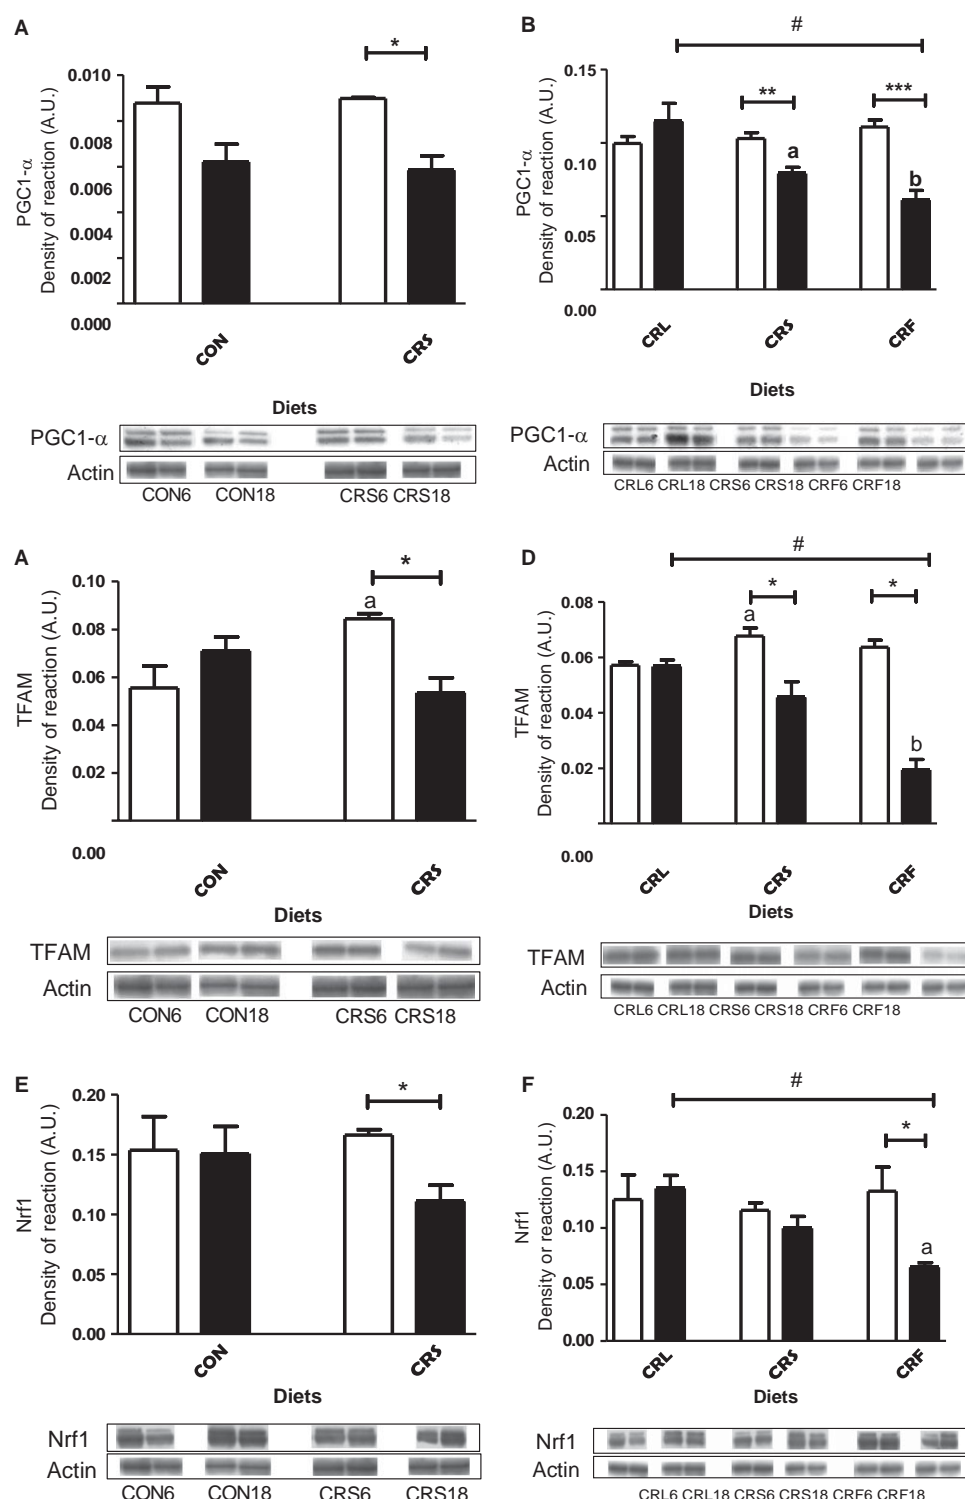 A
*
PGC1-α
Density of reaction (A.U.)
0.010
0.008
0.006
0.004
0.002
0.000
CON
CRS
Diets
PGC1-α
Actin
CON6
CON18
CRS6 CRS18
B
#
**
***
a
b
PGC1-α
Density of reaction (A.U.)
0.15
0.10
0.05
0.00
CRL
CRS
CRF
Diets
PGC1-α
Actin
CRL6 CRL18 CRS6 CRS18 CRF6 CRF18
A
*
a
TFAM
Density of reaction (A.U.)
0.10
0.08
0.06
0.04
0.02
0.00
CON
CRS
Diets
TFAM
Actin
CON6
CON18
CRS6 CRS18
D
#
*
*
a
b
TFAM
Density of reaction (A.U.)
0.08
0.06
0.04
0.02
0.00
CRL
CRS
CRF
Diets
TFAM
Actin
CRL6 CRL18 CRS6 CRS18 CRF6 CRF18
E
*
Nrf1
Density of reaction (A.U.)
0.20
0.15
0.10
0.05
0.00
CON
CRS
Diets
Nrf1
Actin
CON6
CON18
CRS6
CRS18
F
#
*
a
Nrf1
Density or reaction (A.U.)
0.20
0.15
0.10
0.05
0.00
CRL
CRS
CRF
Diets
Nrf1
Actin
CRL6 CRL18 CRS6 CRS18 CRF6 CRF18